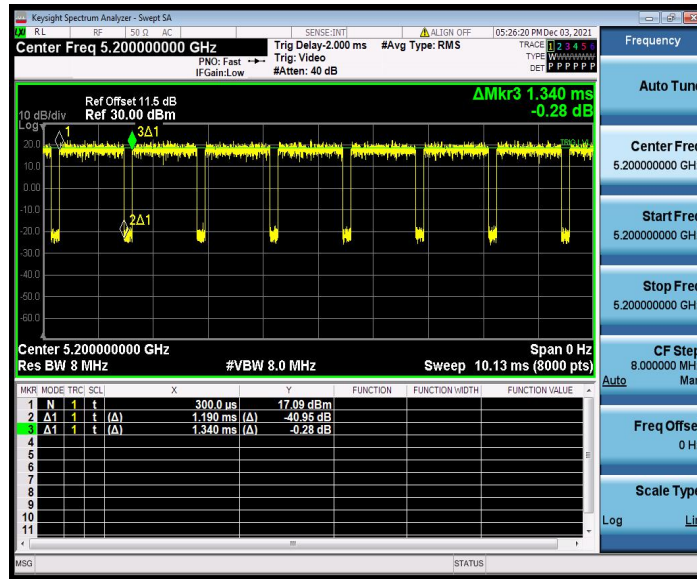 Keysight Spectrum Analyzer - Swept SA
LXI RL RF 50 Ω AC SENSE:INT ALIGN OFF 05:26:20 PM Dec 03, 2021
Center Freq 5.200000000 GHz
PNO: Fast
IFGain:Low
Trig Delay-2.000 ms
Trig: Video
#Atten: 40 dB
#Avg Type: RMS
TRACE 1 2 3 4 5 6
TYPE WWWWWW
DET P P P P P P
ΔMkr3 1.340 ms
-0.28 dB
Ref Offset 11.5 dB
10 dB/div Ref 30.00 dBm
Log
1
3Δ1
TRIG LVL
20.0
10.0
0.00
-10.0
2Δ1
-20.0
-30.0
-40.0
-50.0
-60.0
Center 5.200000000 GHz Span 0 Hz
Res BW 8 MHz #VBW 8.0 MHz Sweep 10.13 ms (8000 pts)
MKR MODE TRC SCL X Y FUNCTION FUNCTION WIDTH FUNCTION VALUE
1 N 1 t 300.0 µs 17.09 dBm
2 Δ1 1 t (Δ) 1.190 ms (Δ) -40.95 dB
3 Δ1 1 t (Δ) 1.340 ms (Δ) -0.28 dB
4
5
6
7
8
9
10
11
MSG STATUS
Frequency
Auto Tune
Center Freq
5.200000000 GH
Start Freq
5.200000000 GH
Stop Freq
5.200000000 GH
CF Step
8.000000 MH
Auto Man
Freq Offse
0 H
Scale Type
Log Lin